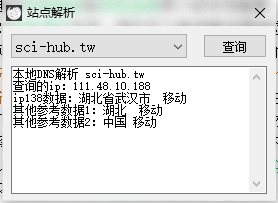 站点解析
sci-hub.tw
查询
本地DNS解析 sci-hub.tw
查询的ip: 111.48.10.188
ip138数据: 湖北省武汉市 移动
其他参考数据1: 湖北 移动
其他参考数据2: 中国 移动